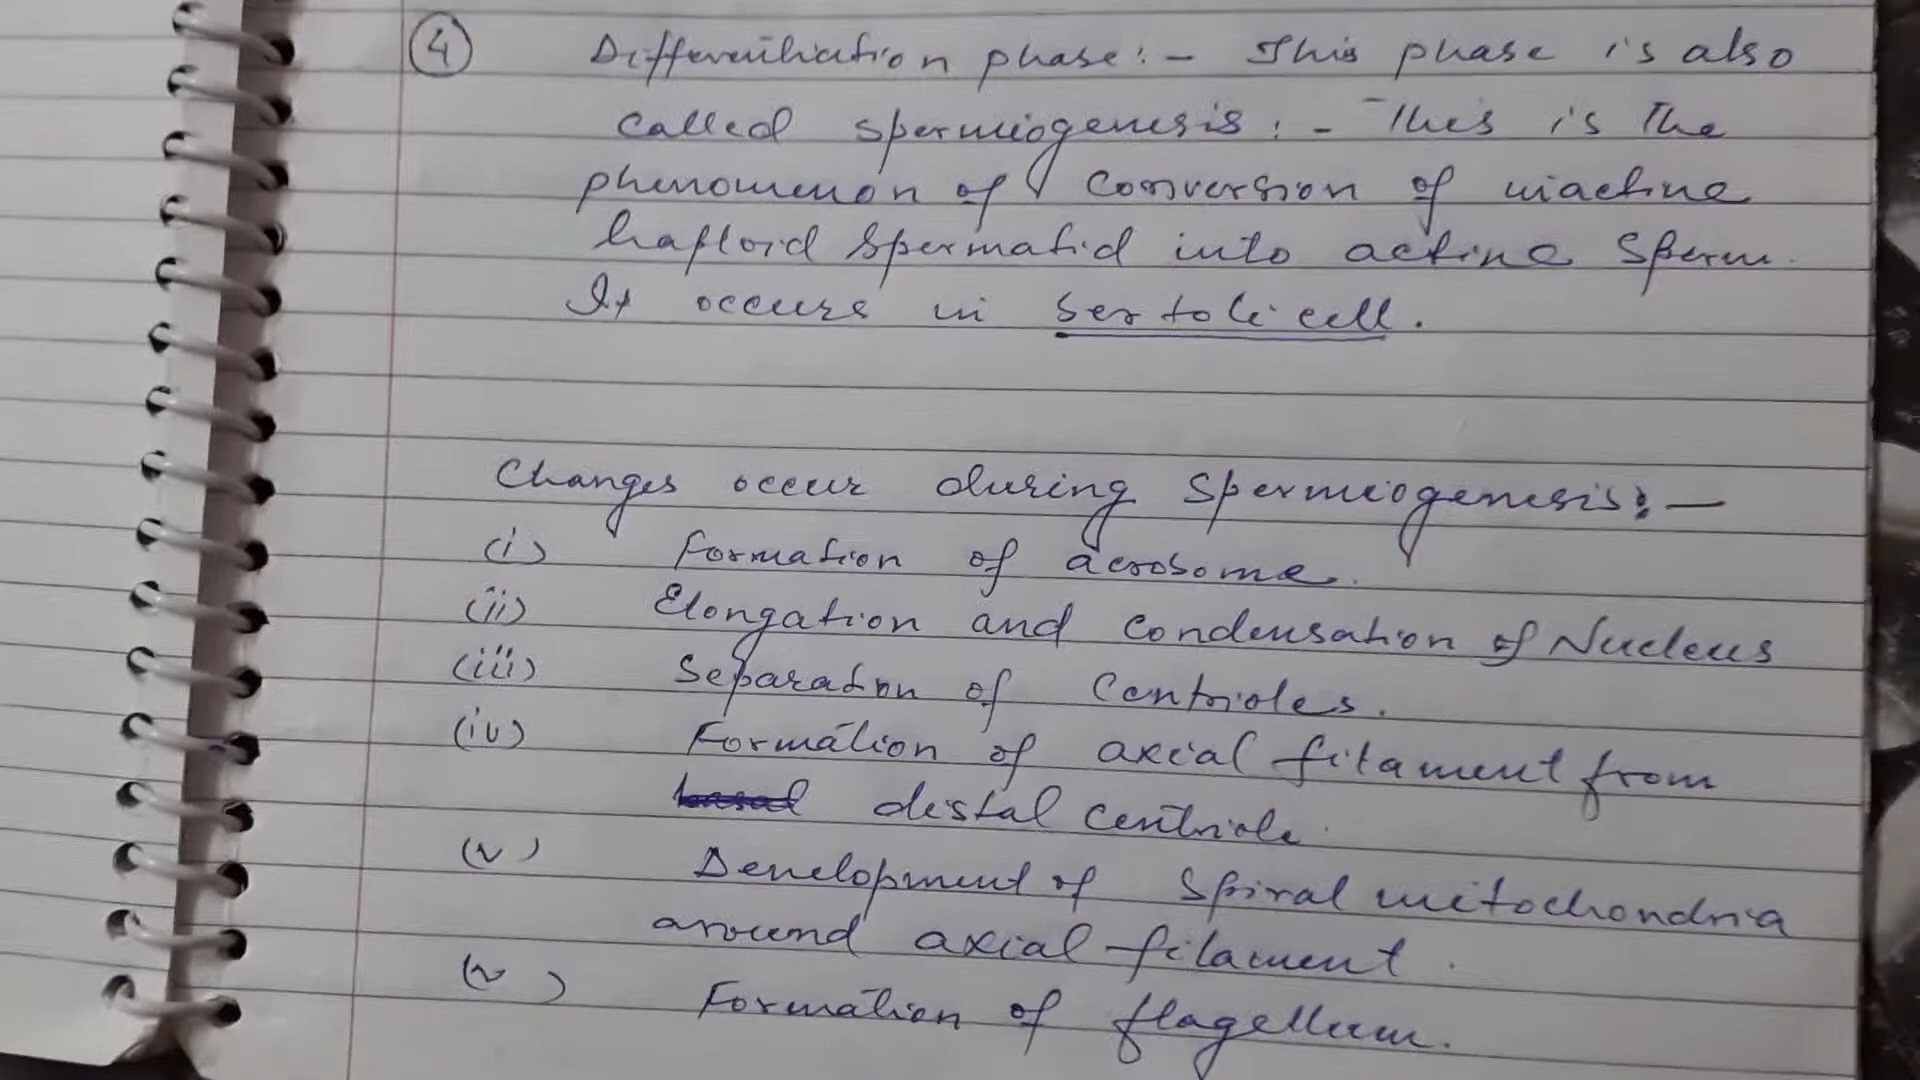 ④ Differentiation phase:- This phase is also
called spermiogenesis:- This is the
phenomenon of conversion of inactive
haploid spermatid into active sperm.
It occurs in Sertoli cell.
Changes occur during spermiogenesis:-
(i) Formation of acrosome.
(ii) Elongation and condensation of Nucleus
(iii) Separation of Centrioles.
(iv) Formation of axial filament from
distal centriole.
(v) Development of spiral mitochondria
around axial filament.
(v) Formation of flagellum.